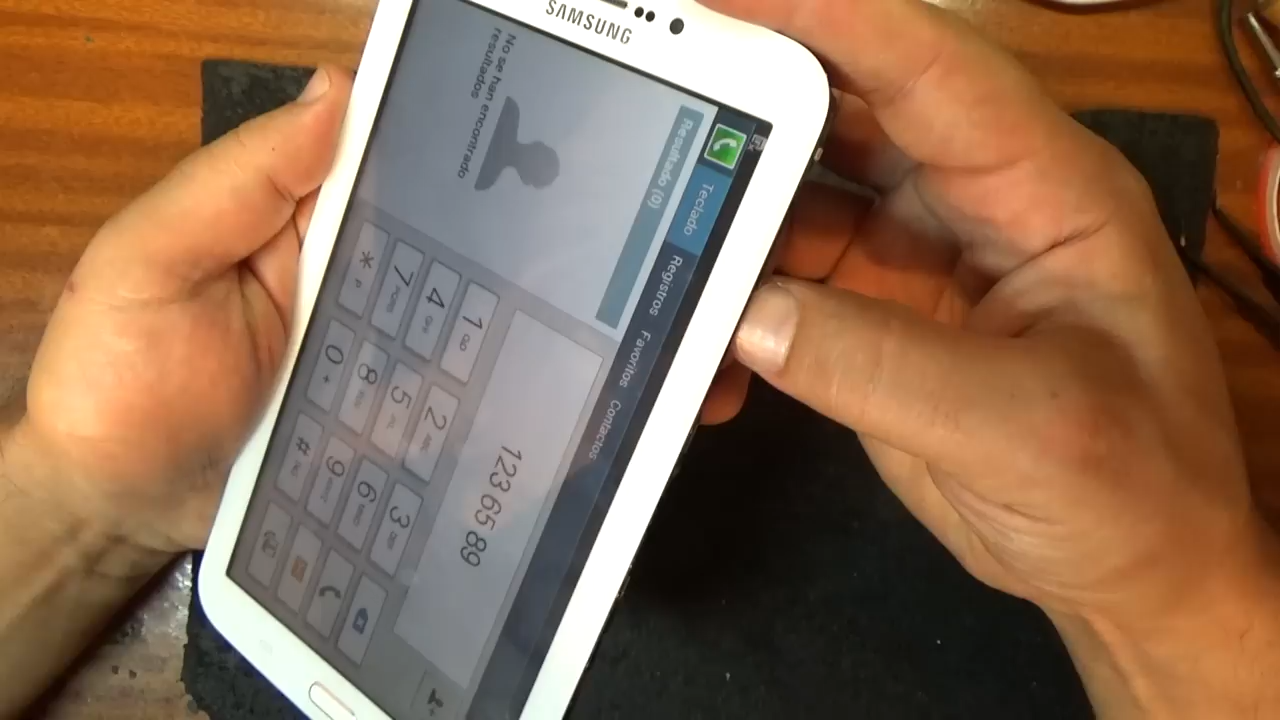 SAMSUNG
Teclado
Registros
Favoritos
Contactos
Resultado (0)
No se han encontrado
resultados
123 65 89
1
2 ABC
3 DEF
4 GHI
5 JKL
6 MNO
7 PQRS
8
9 WXYZ
* P
0 +
#